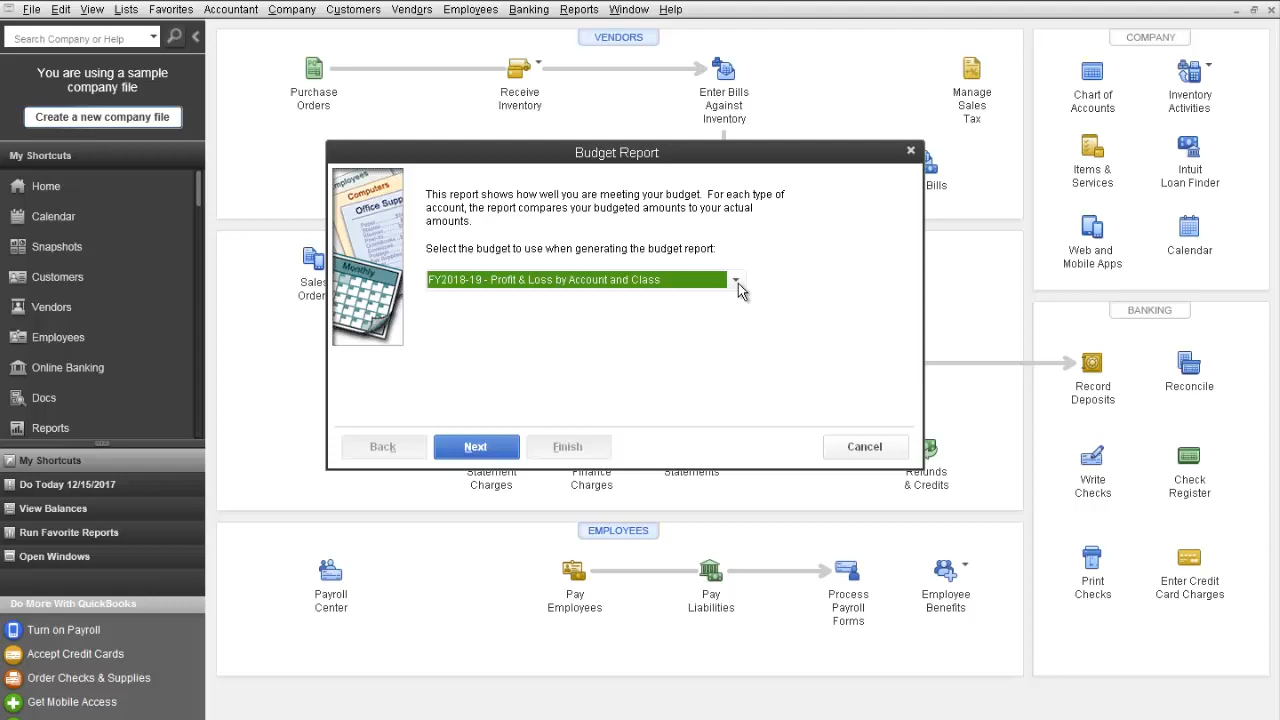 File Edit View Lists Favorites Accountant Company Customers Vendors Employees Banking Reports Window Help
Search Company or Help
You are using a sample
company file
Create a new company file
My Shortcuts
Home
Calendar
Snapshots
Customers
Vendors
Employees
Online Banking
Docs
Reports
My Shortcuts
Do Today 12/15/2017
View Balances
Run Favorite Reports
Open Windows
Do More With QuickBooks
Turn on Payroll
Accept Credit Cards
Order Checks & Supplies
Get Mobile Access
VENDORS
Purchase
Orders
Receive
Inventory
Enter Bills
Against
Inventory
Manage
Sales
Tax
Bills
Sales
Orders
Budget Report
employees
Computers
Office Supp
Monthly
This report shows how well you are meeting your budget. For each type of
account, the report compares your budgeted amounts to your actual
amounts.
Select the budget to use when generating the budget report:
FY2018-19 - Profit & Loss by Account and Class
Back
Next
Finish
Cancel
Statement
Charges
Finance
Charges
Statements
Refunds
& Credits
EMPLOYEES
Payroll
Center
Pay
Employees
Pay
Liabilities
Process
Payroll
Forms
Employee
Benefits
COMPANY
Chart of
Accounts
Inventory
Activities
Items &
Services
Intuit
Loan Finder
Web and
Mobile Apps
Calendar
BANKING
Record
Deposits
Reconcile
Write
Checks
Check
Register
Print
Checks
Enter Credit
Card Charges